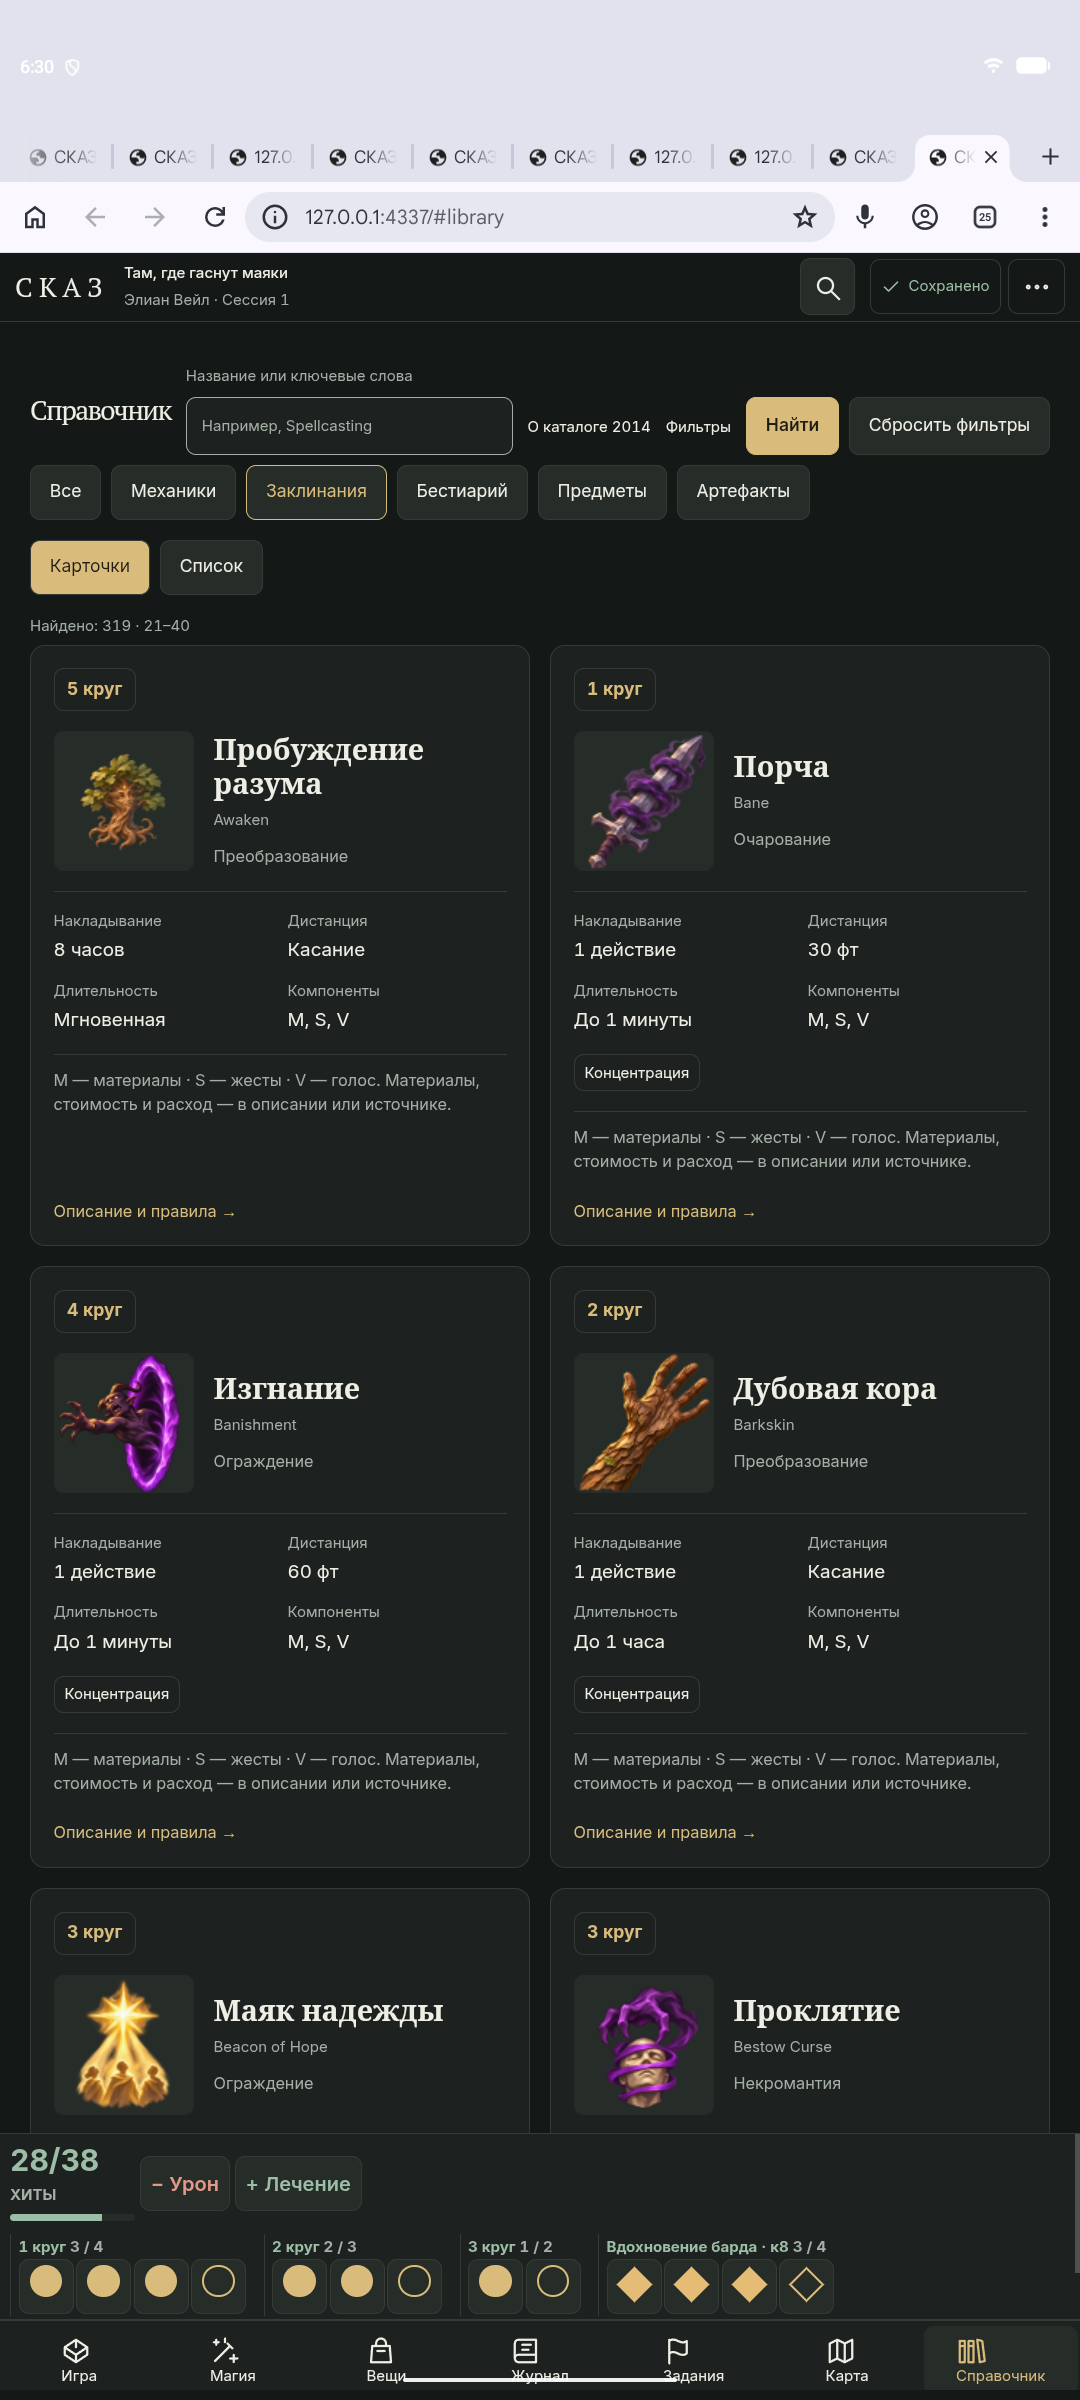 6:30
СКАЗ
СКАЗ
127.0.
СКАЗ
СКАЗ
СКАЗ
127.0.
127.0.
СКАЗ
СК
127.0.0.1:4337/#library
25
СКАЗ
Там, где гаснут маяки
Элиан Вейл · Сессия 1
Сохранено
Название или ключевые слова
Справочник
Например, Spellcasting
О каталоге 2014
Фильтры
Найти
Сбросить фильтры
Все
Механики
Заклинания
Бестиарий
Предметы
Артефакты
Карточки
Список
Найдено: 319 · 21–40
5 круг
Пробуждение
разума
Awaken
Преобразование
Накладывание
Дистанция
8 часов
Касание
Длительность
Компоненты
Мгновенная
M, S, V
M — материалы · S — жесты · V — голос. Материалы,
стоимость и расход — в описании или источнике.
Описание и правила →
1 круг
Порча
Bane
Очарование
Накладывание
Дистанция
1 действие
30 фт
Длительность
Компоненты
До 1 минуты
M, S, V
Концентрация
M — материалы · S — жесты · V — голос. Материалы,
стоимость и расход — в описании или источнике.
Описание и правила →
4 круг
Изгнание
Banishment
Ограждение
Накладывание
Дистанция
1 действие
60 фт
Длительность
Компоненты
До 1 минуты
M, S, V
Концентрация
M — материалы · S — жесты · V — голос. Материалы,
стоимость и расход — в описании или источнике.
Описание и правила →
2 круг
Дубовая кора
Barkskin
Преобразование
Накладывание
Дистанция
1 действие
Касание
Длительность
Компоненты
До 1 часа
M, S, V
Концентрация
M — материалы · S — жесты · V — голос. Материалы,
стоимость и расход — в описании или источнике.
Описание и правила →
3 круг
Маяк надежды
Beacon of Hope
Ограждение
3 круг
Проклятие
Bestow Curse
Некромантия
28/38
ХИТЫ
− Урон
+ Лечение
1 круг 3 / 4
2 круг 2 / 3
3 круг 1 / 2
Вдохновение барда · к8 3 / 4
Игра
Магия
Вещи
Журнал
Задания
Карта
Справочник